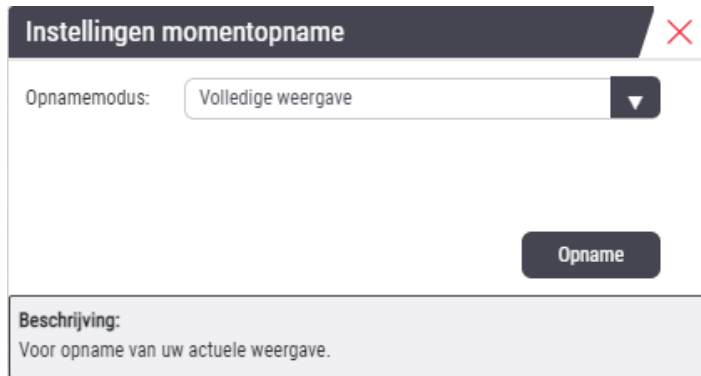 Instellingen momentopname
Opnamemodus: Volledige weergave
Opname
Beschrijving:
Voor opname van uw actuele weergave.